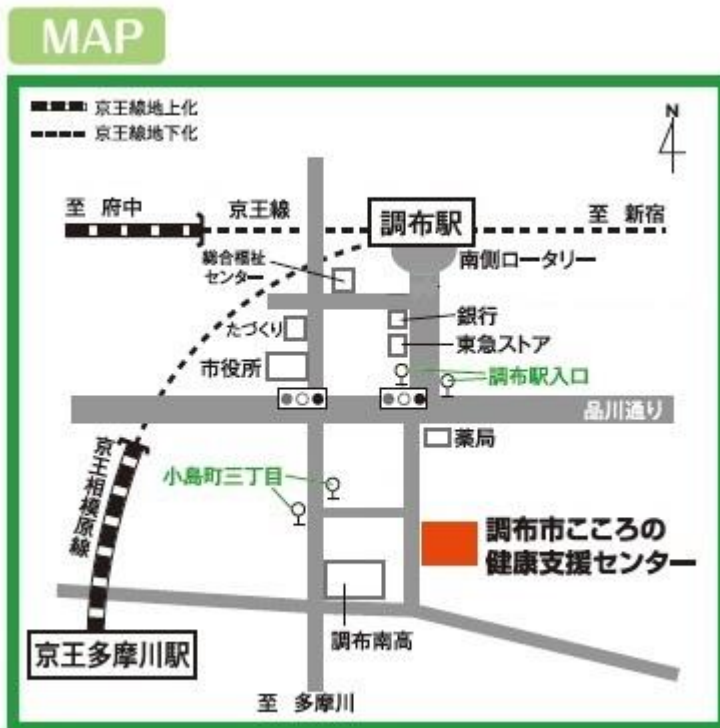 MAP
京王線地上化
京王線地下化
N
至 府中
京王線
調布駅
至 新宿
総合福祉
センター
南側ロータリー
たづくり
銀行
東急ストア
市役所
調布駅入口
品川通り
薬局
京王相模原線
小島町三丁目
調布市こころの
健康支援センター
調布南高
京王多摩川駅
至 多摩川